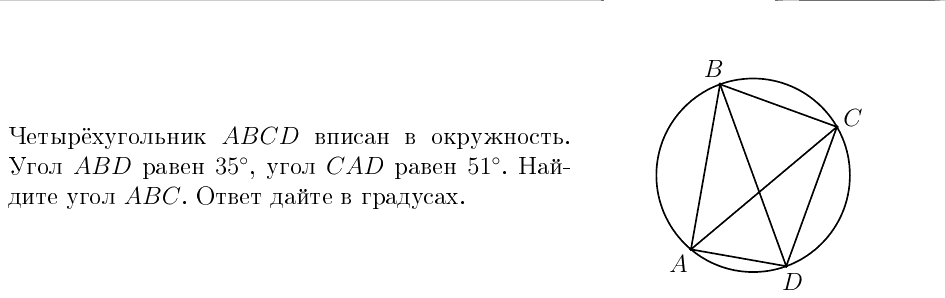 B
C
Четырёхугольник ABCD вписан в окружность.
Угол ABD равен 35°, угол CAD равен 51°. Най-
дите угол ABC. Ответ дайте в градусах.
A
D